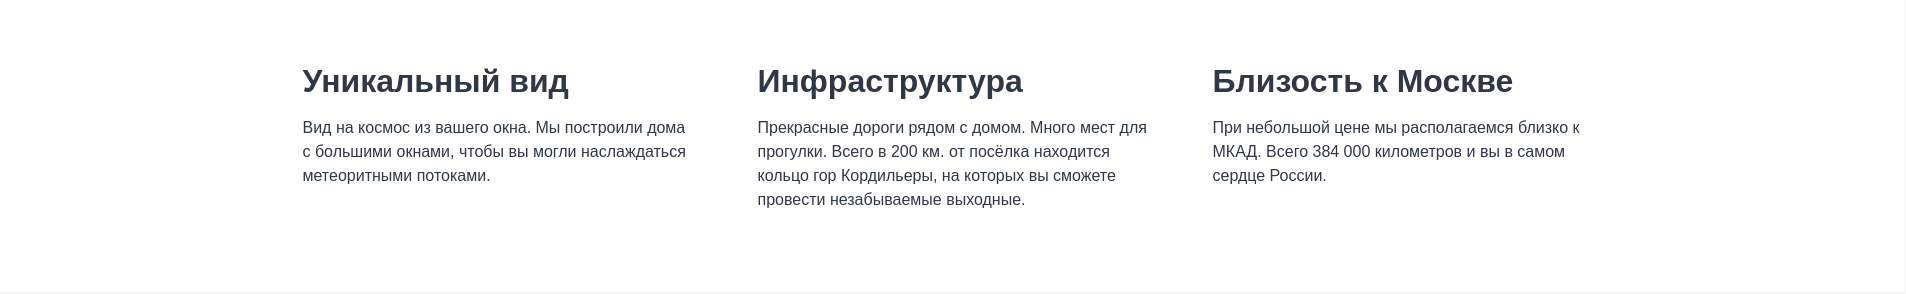 Уникальный вид
Вид на космос из вашего окна. Мы построили дома
с большими окнами, чтобы вы могли наслаждаться
метеоритными потоками.
Инфраструктура
Прекрасные дороги рядом с домом. Много мест для
прогулки. Всего в 200 км. от посёлка находится
кольцо гор Кордильеры, на которых вы сможете
провести незабываемые выходные.
Близость к Москве
При небольшой цене мы располагаемся близко к
МКАД. Всего 384 000 километров и вы в самом
сердце России.